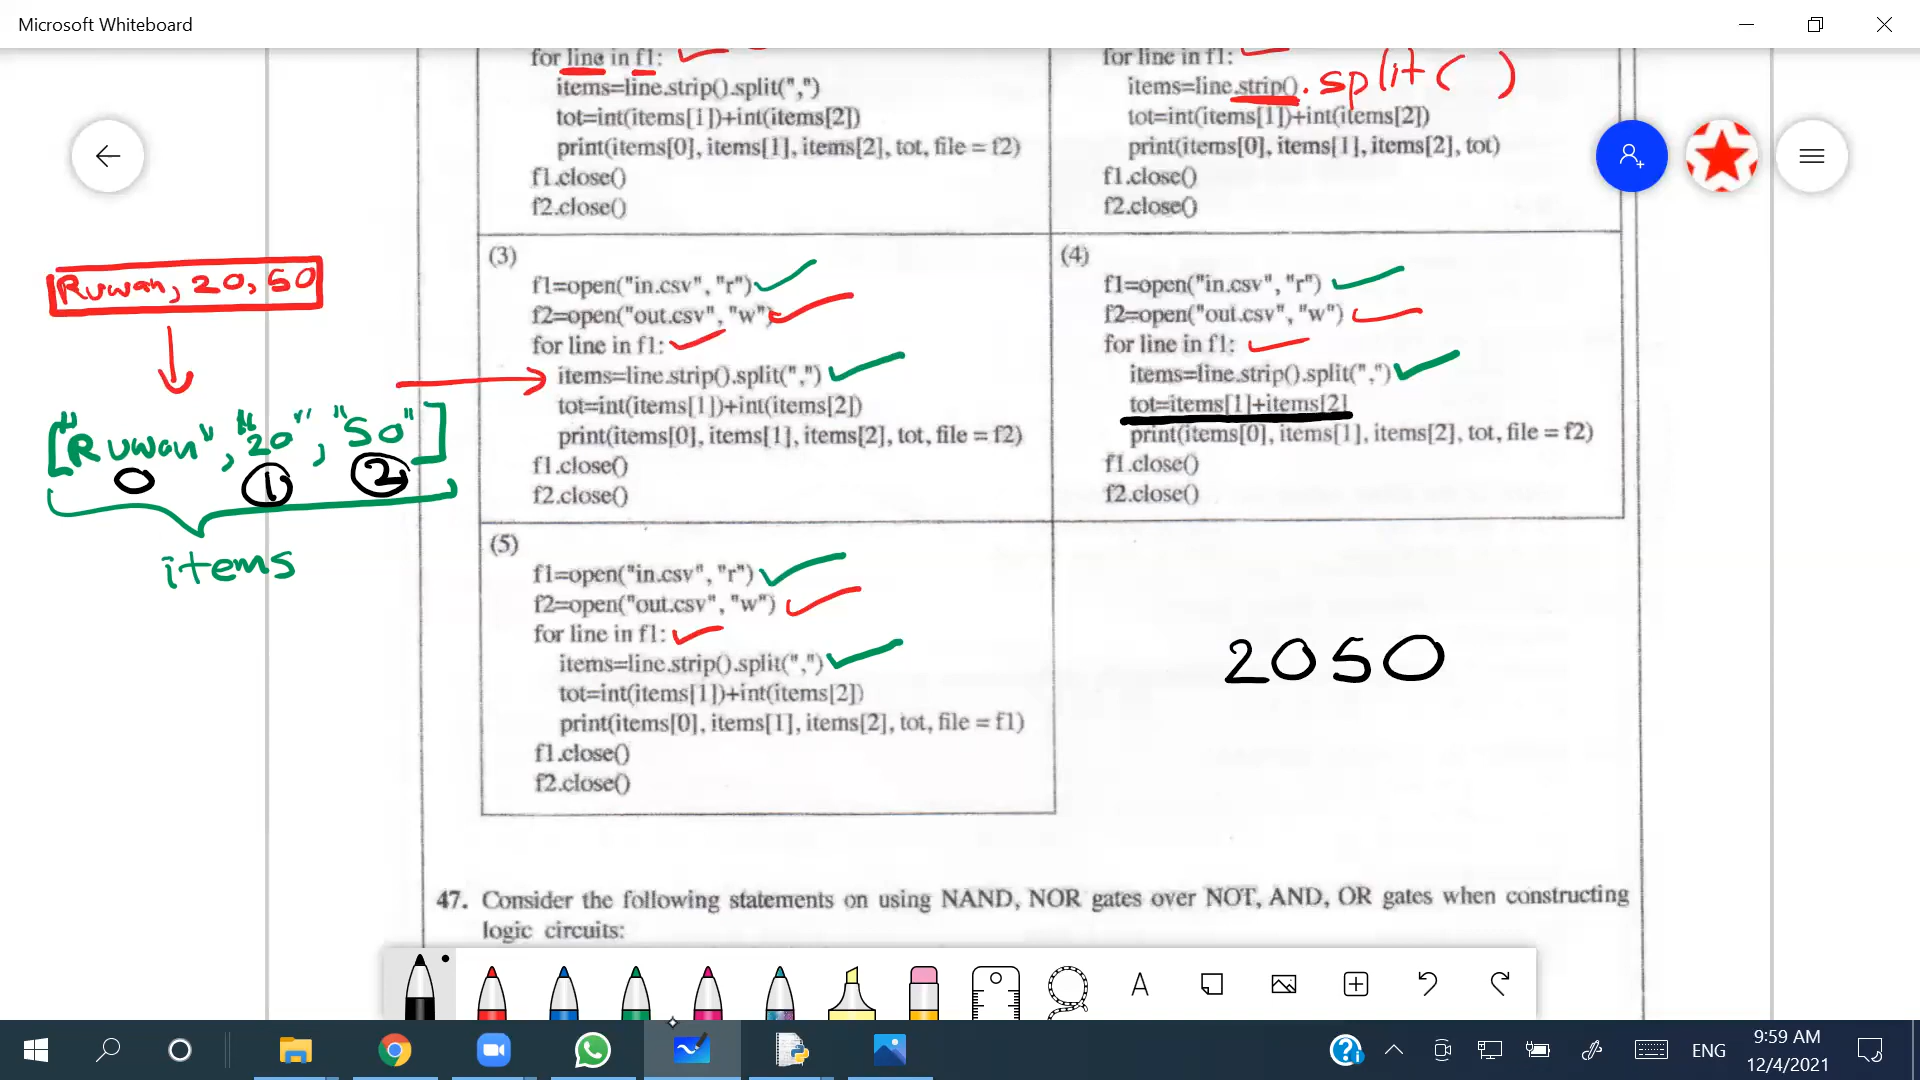 Microsoft Whiteboard
for line in f1:
items=line.strip().split(",")
tot=int(items[1])+int(items[2])
print(items[0], items[1], items[2], tot, file = f2)
f1.close()
f2.close()
for line in f1:
items=line.strip() .split( )
tot=int(items[1])+int(items[2])
print(items[0], items[1], items[2], tot)
f1.close()
f2.close()
Ruwan, 20, 50
["Ruwan", "20", "50"]
0 1 2
items
(3)
f1=open("in.csv", "r")
f2=open("out.csv", "w")
for line in f1:
items=line.strip().split(",")
tot=int(items[1])+int(items[2])
print(items[0], items[1], items[2], tot, file = f2)
f1.close()
f2.close()
(4)
f1=open("in.csv", "r")
f2=open("out.csv", "w")
for line in f1:
items=line.strip().split(",")
tot=items[1]+items[2]
print(items[0], items[1], items[2], tot, file = f2)
f1.close()
f2.close()
(5)
f1=open("in.csv", "r")
f2=open("out.csv", "w")
for line in f1:
items=line.strip().split(",")
tot=int(items[1])+int(items[2])
print(items[0], items[1], items[2], tot, file = f1)
f1.close()
f2.close()
2050
47. Consider the following statements on using NAND, NOR gates over NOT, AND, OR gates when constructing
logic circuits:
A
ENG
9:59 AM
12/4/2021